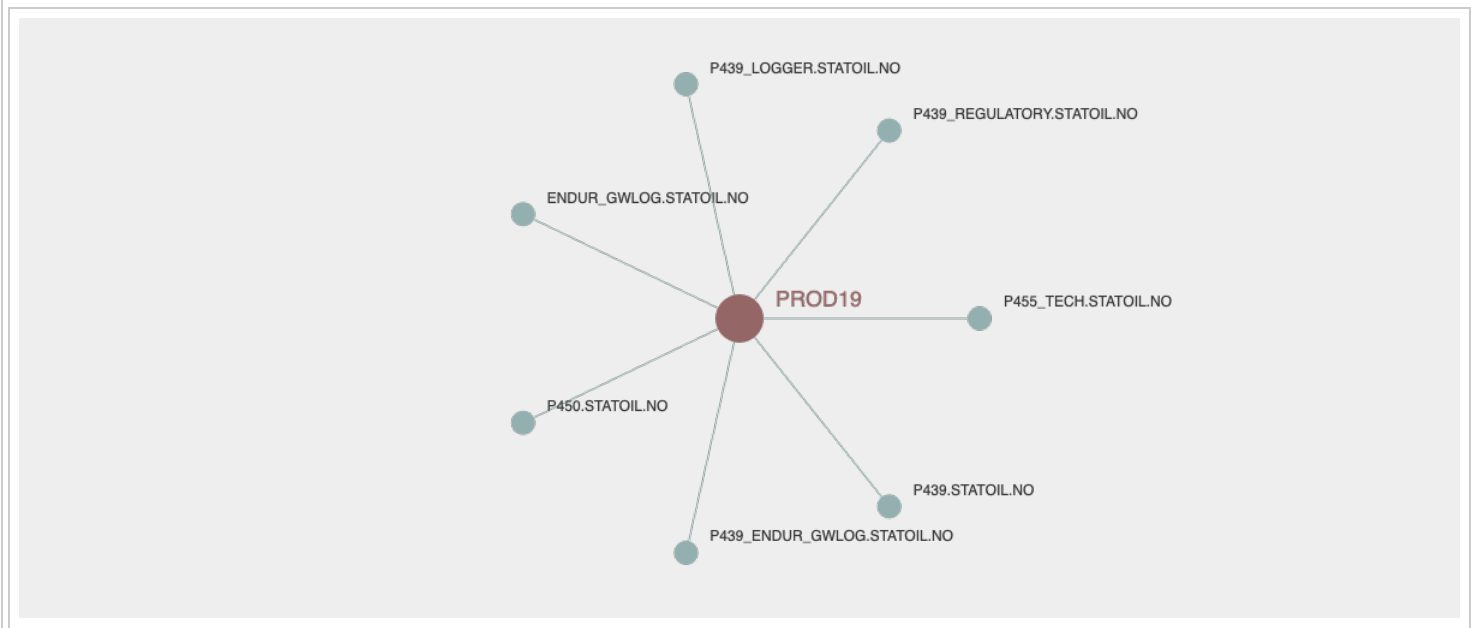 P439_LOGGER.STATOIL.NO
P439_REGULATORY.STATOIL.NO
ENDUR_GWLOG.STATOIL.NO
PROD19
P455_TECH.STATOIL.NO
P450.STATOIL.NO
P439.STATOIL.NO
P439_ENDUR_GWLOG.STATOIL.NO